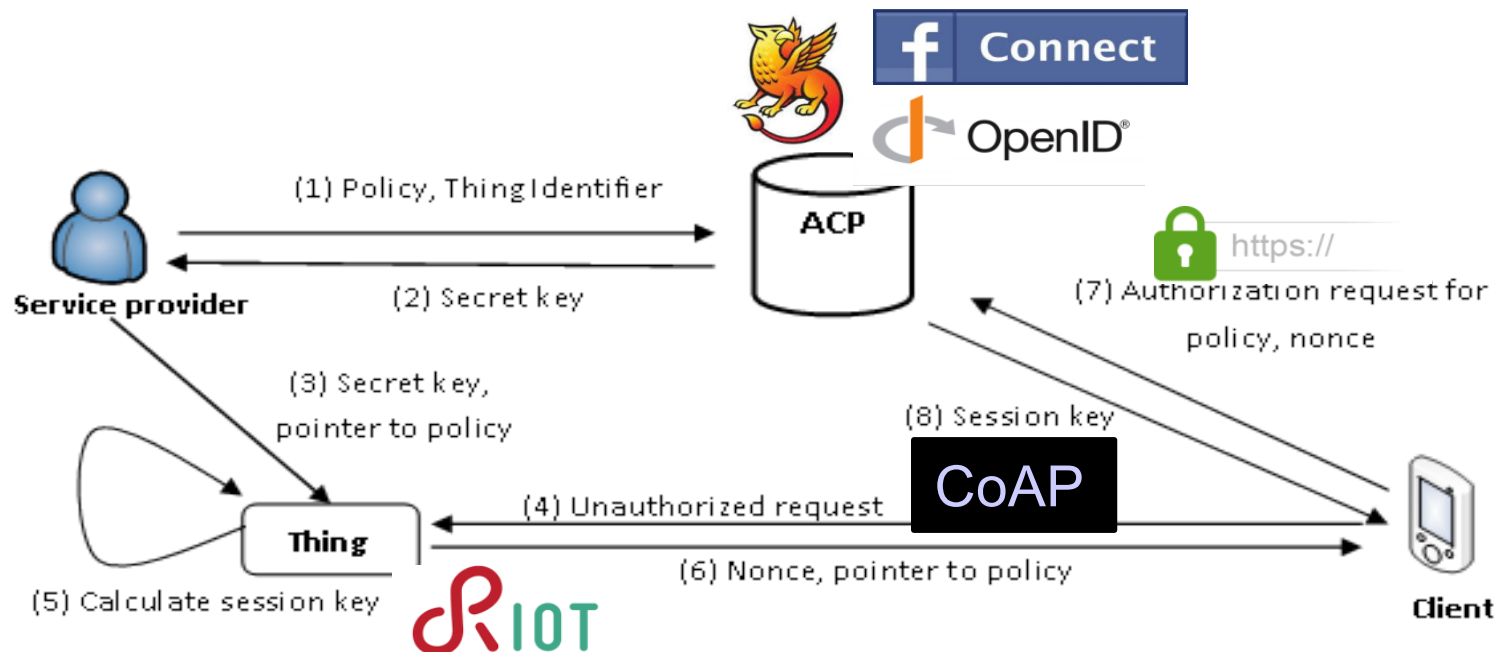 f Connect
OpenID®
(1) Policy, Thing Identifier
ACP
https://
(2) Secret key
Service provider
(7) Authorization request for
policy, nonce
(3) Secret key,
pointer to policy
(8) Session key
CoAP
(4) Unauthorized request
Thing
(6) Nonce, pointer to policy
(5) Calculate session key
RIOT
Client